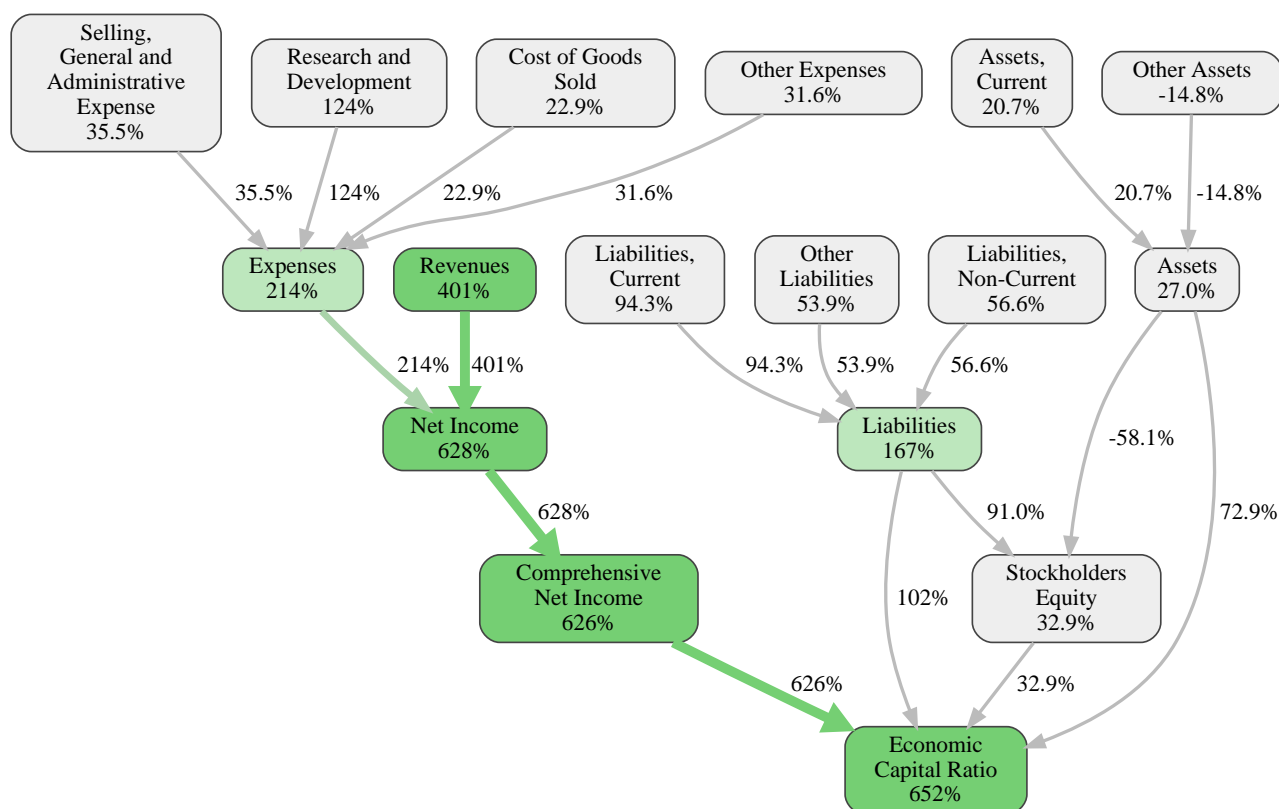 Selling,
General and
Administrative
Expense
35.5%
Research and
Development
124%
Cost of Goods
Sold
22.9%
Other Expenses
31.6%
Assets,
Current
20.7%
Other Assets
-14.8%
35.5%
124%
22.9%
31.6%
20.7%
-14.8%
Expenses
214%
Revenues
401%
Liabilities,
Current
94.3%
Other
Liabilities
53.9%
Liabilities,
Non-Current
56.6%
Assets
27.0%
214%
401%
94.3%
53.9%
56.6%
Net Income
628%
Liabilities
167%
-58.1%
628%
91.0%
72.9%
Comprehensive
Net Income
626%
102%
Stockholders
Equity
32.9%
626%
32.9%
Economic
Capital Ratio
652%